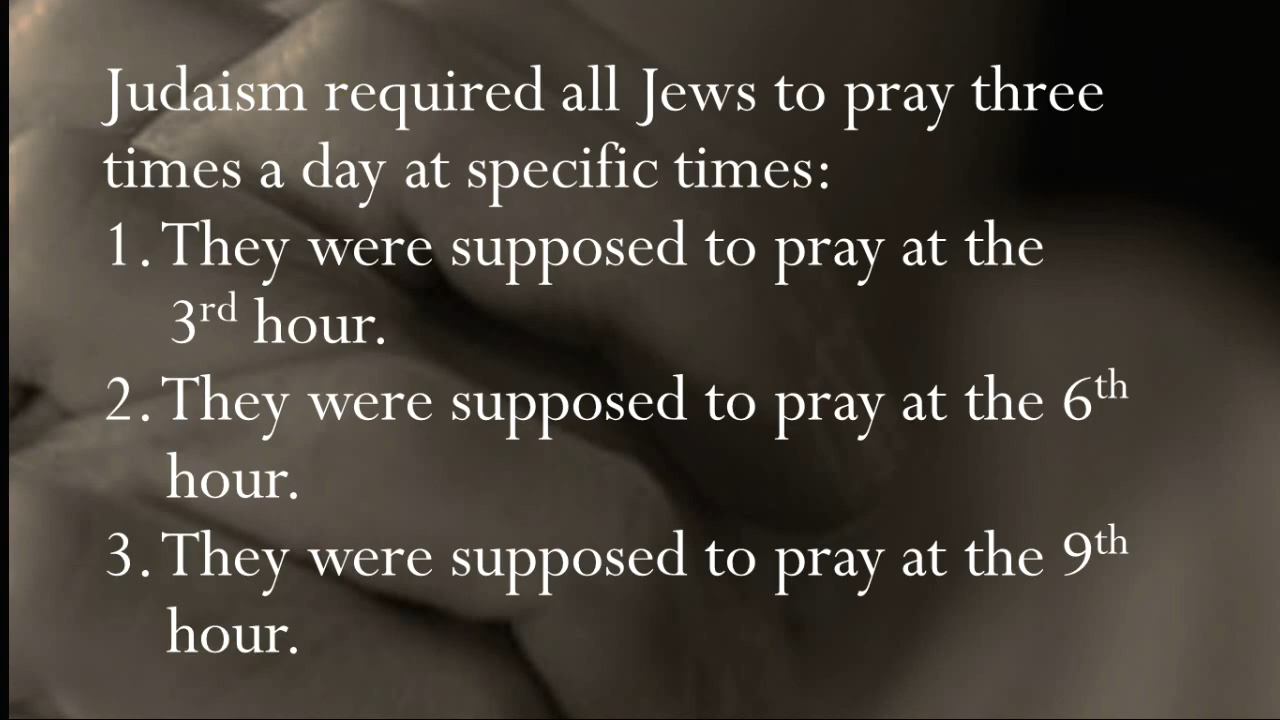 Judaism required all Jews to pray three
times a day at specific times:
1. They were supposed to pray at the
3rd hour.
2. They were supposed to pray at the 6th
hour.
3. They were supposed to pray at the 9th
hour.